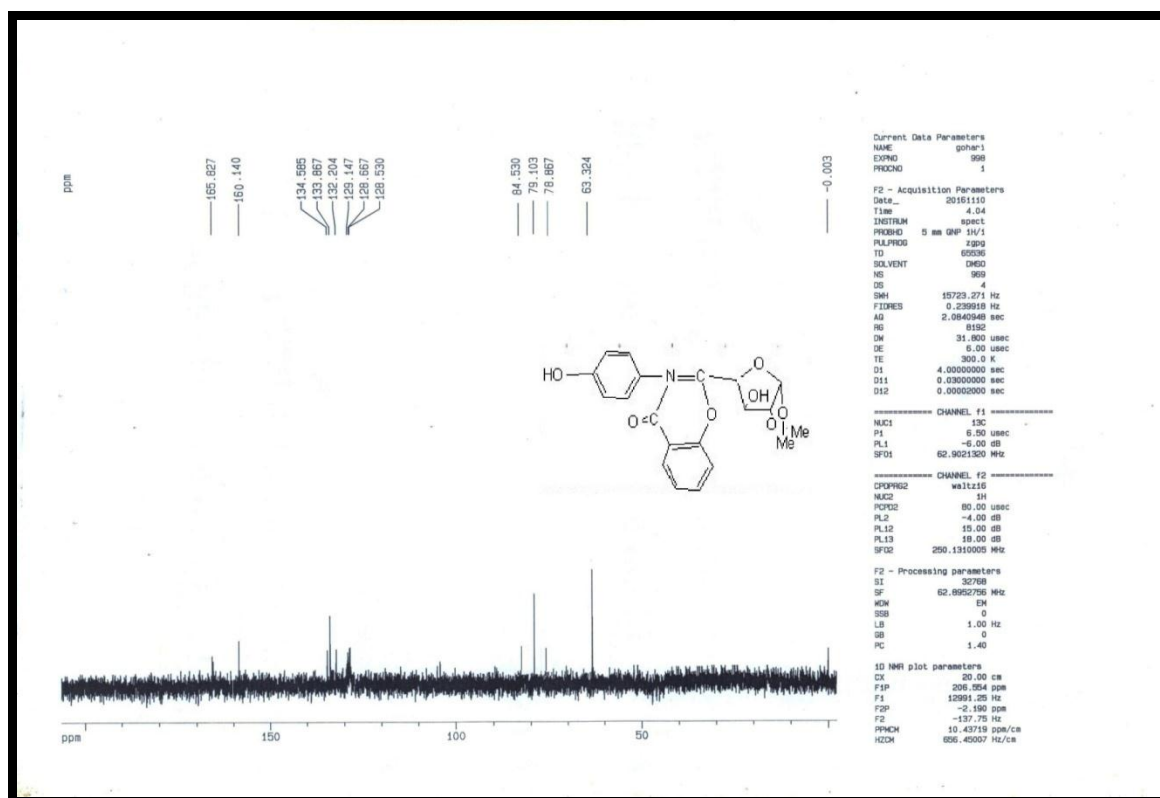 ppm
165.827
160.140
134.585
133.867
132.204
129.147
128.667
128.530
84.530
79.103
78.867
63.324
-0.003
HO
N
C
O
O
C
O
OH
O
O
Me
Me
ppm
150
100
50
Current Data Parameters
NAME gohari
EXPNO 998
PROCNO 1
F2 - Acquisition Parameters
Date_ 20161110
Time 4.04
INSTRUM spect
PROBHD 5 mm QNP 1H/1
PULPROG zgpg
TD 65536
SOLVENT DMSO
NS 969
DS 4
SWH 15723.271 Hz
FIDRES 0.239918 Hz
AQ 2.0840948 sec
RG 8192
DW 31.800 usec
DE 6.00 usec
TE 300.0 K
D1 4.00000000 sec
D11 0.03000000 sec
D12 0.00002000 sec
============ CHANNEL f1 ============
NUC1 13C
P1 6.50 usec
PL1 -6.00 dB
SFO1 62.9021320 MHz
============ CHANNEL f2 ============
CPDPRG2 waltz16
NUC2 1H
PCPD2 80.00 usec
PL2 -4.00 dB
PL12 15.00 dB
PL13 18.00 dB
SFO2 250.1310005 MHz
F2 - Processing parameters
SI 32768
SF 62.8952756 MHz
WDW EM
SSB 0
LB 1.00 Hz
GB 0
PC 1.40
1D NMR plot parameters
CX 20.00 cm
F1P 206.554 ppm
F1 12991.25 Hz
F2P -2.190 ppm
F2 -137.75 Hz
PPMCM 10.43719 ppm/cm
HZCM 656.45007 Hz/cm